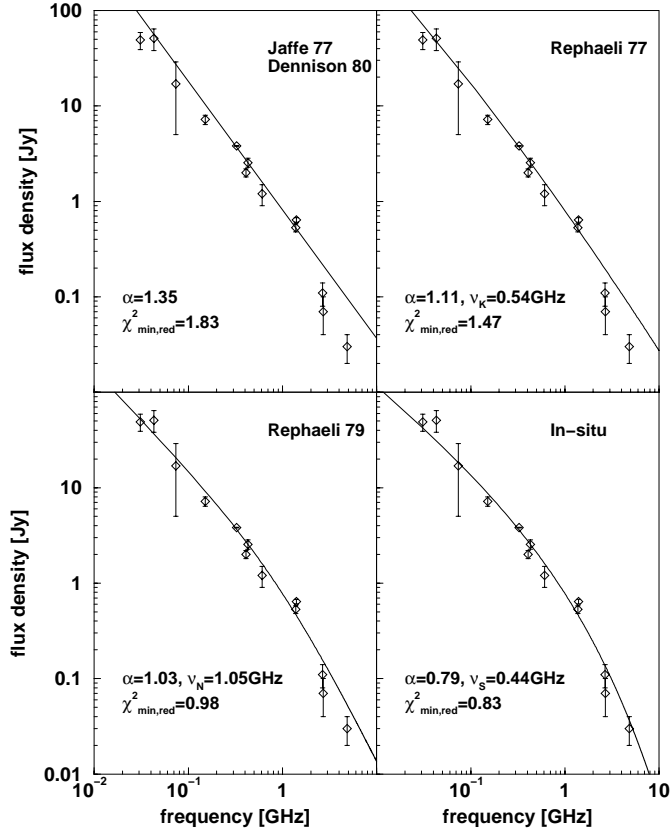 100
10
1
0.1
flux density [Jy]
Jaffe 77
Dennison 80
α=1.35
χ²min,red=1.83
Rephaeli 77
α=1.11, νK=0.54GHz
χ²min,red=1.47
10
1
0.1
0.01
flux density [Jy]
Rephaeli 79
α=1.03, νN=1.05GHz
χ²min,red=0.98
In−situ
α=0.79, νS=0.44GHz
χ²min,red=0.83
10⁻² 10⁻¹ 1 10⁻¹ 1 10
frequency [GHz] frequency [GHz]